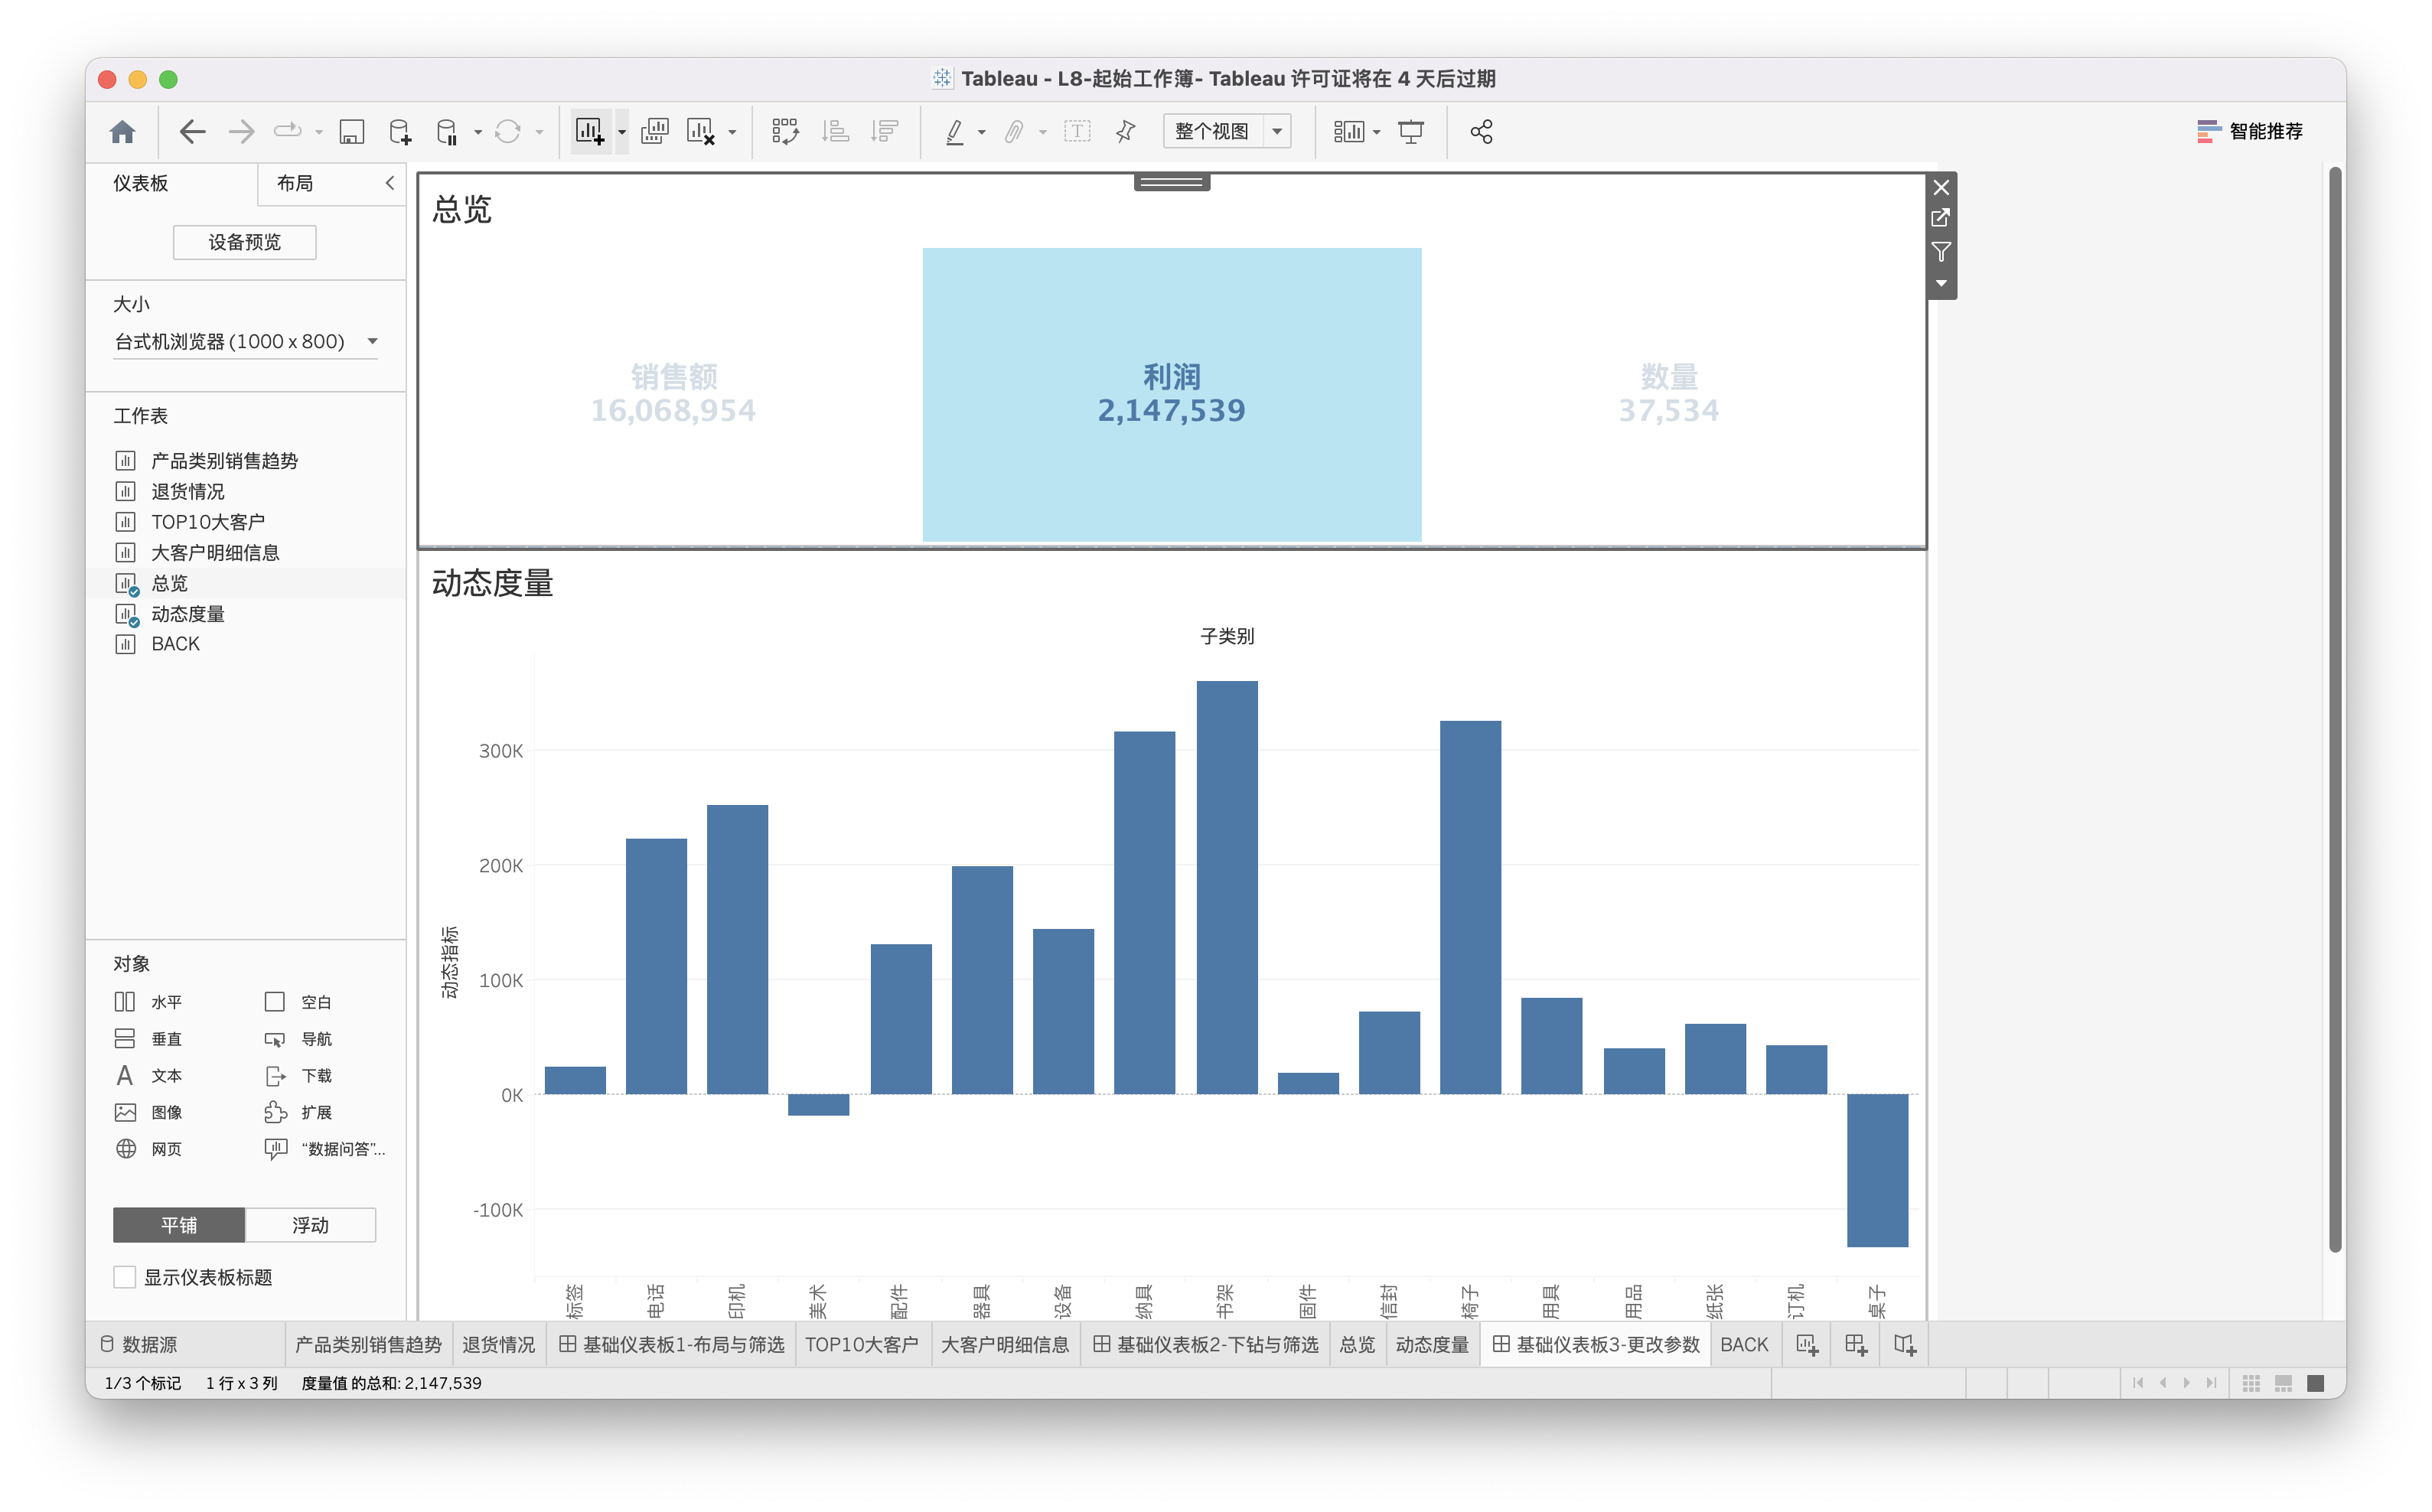 Tableau - L8-起始工作簿- Tableau 许可证将在 4 天后过期
整个视图
智能推荐
仪表板
布局
设备预览
大小
台式机浏览器 (1000 x 800)
工作表
产品类别销售趋势
退货情况
TOP10大客户
大客户明细信息
总览
动态度量
BACK
对象
水平
空白
垂直
导航
文本
下载
图像
扩展
网页
“数据问答”...
平铺
浮动
显示仪表板标题
总览
销售额
16,068,954
利润
2,147,539
数量
37,534
动态度量
子类别
动态指标
300K
200K
100K
0K
-100K
标签
电话
印机
美术
配件
器具
设备
纳具
书架
固件
信封
椅子
用具
用品
纸张
订机
桌子
数据源
产品类别销售趋势
退货情况
基础仪表板1-布局与筛选
TOP10大客户
大客户明细信息
基础仪表板2-下钻与筛选
总览
动态度量
基础仪表板3-更改参数
BACK
1/3 个标记
1 行 x 3 列
度量值 的总和: 2,147,539